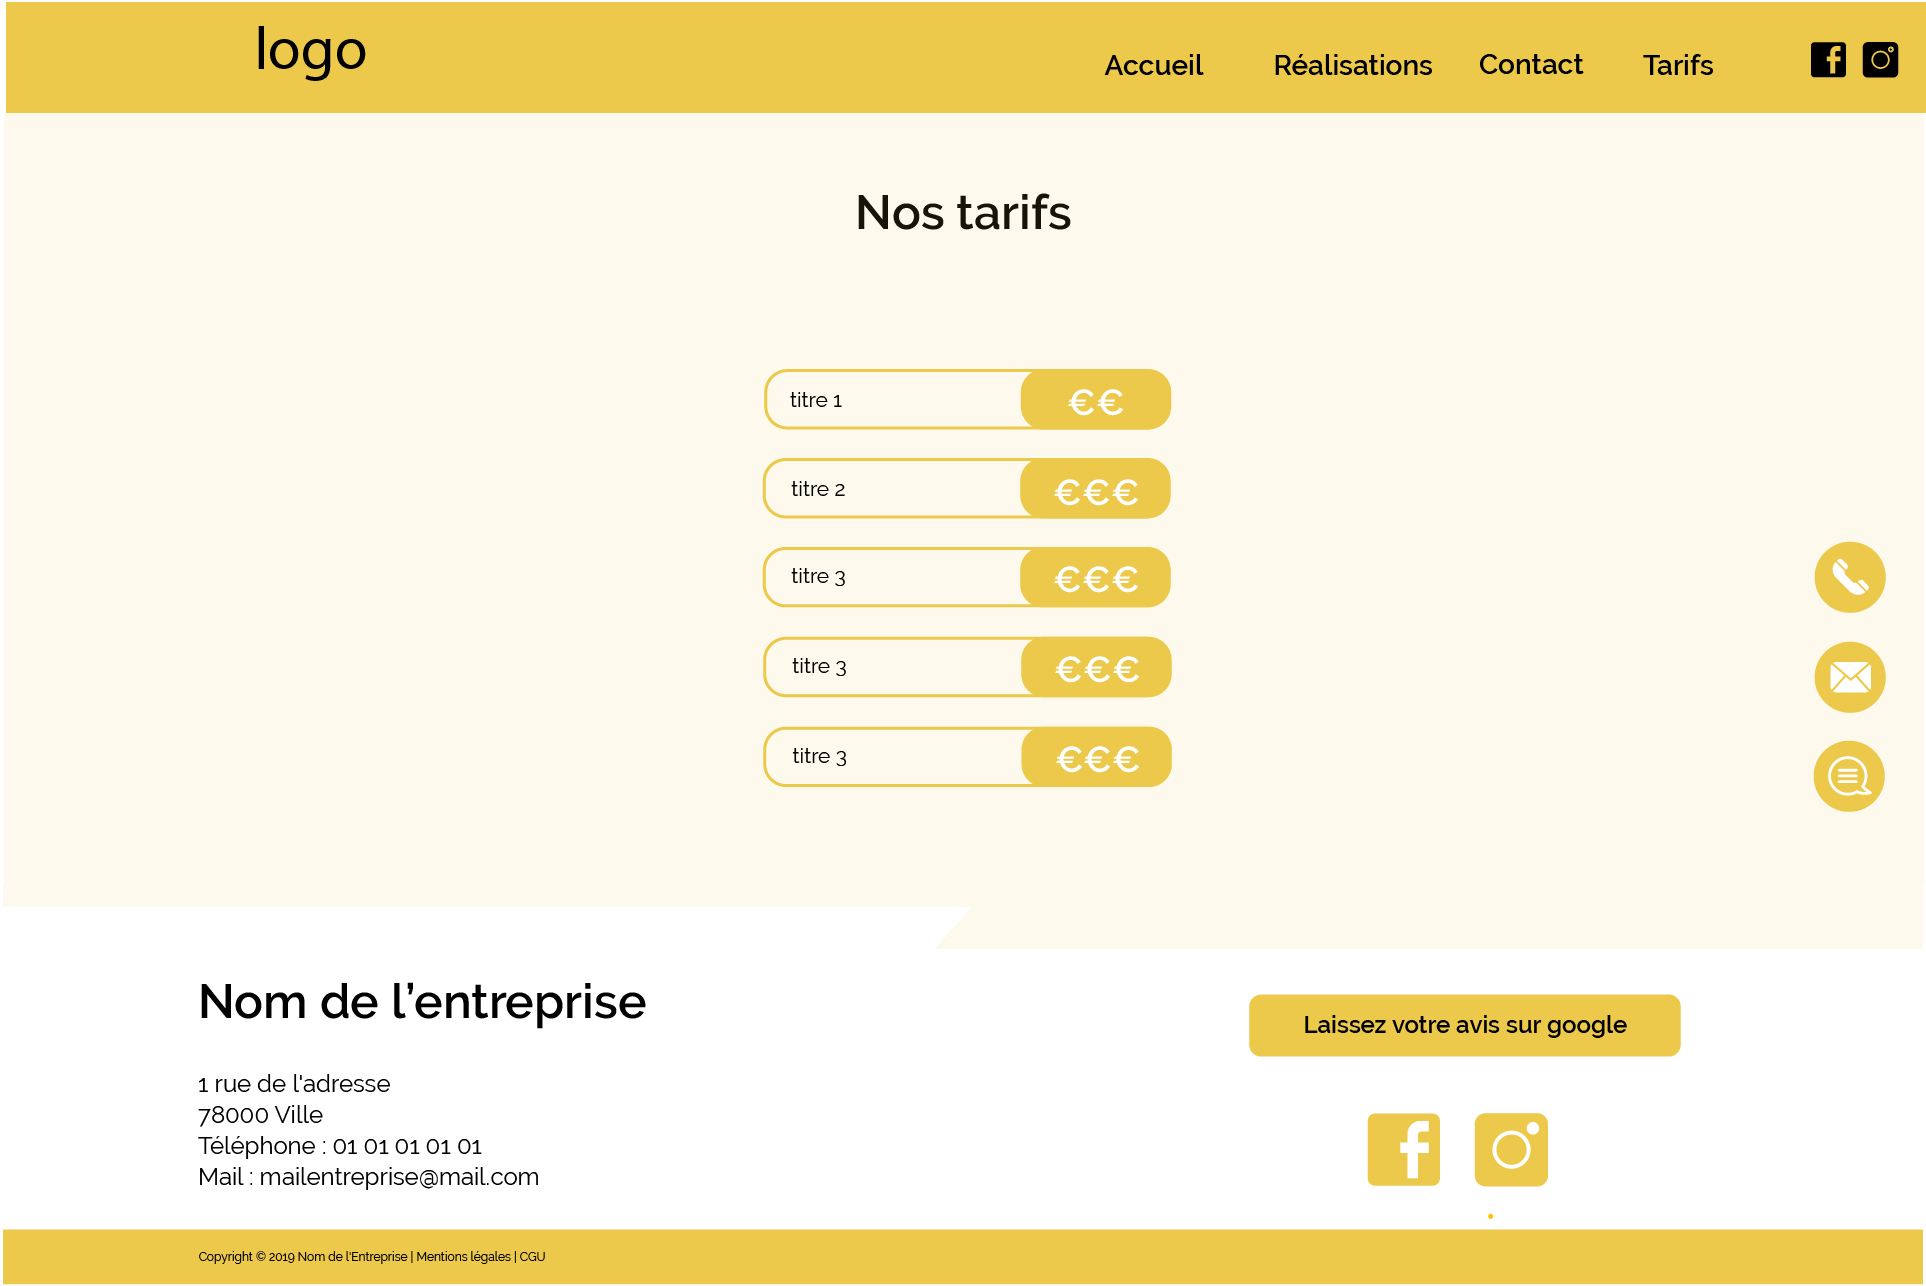 logo
Accueil Réalisations Contact Tarifs
Nos tarifs
titre 1 €€
titre 2 €€€
titre 3 €€€
titre 3 €€€
titre 3 €€€
Nom de l’entreprise
Laissez votre avis sur google
1 rue de l'adresse
78000 Ville
Téléphone : 01 01 01 01 01
Mail : mailentreprise@mail.com
Copyright © 2019 Nom de l'Entreprise | Mentions légales | CGU